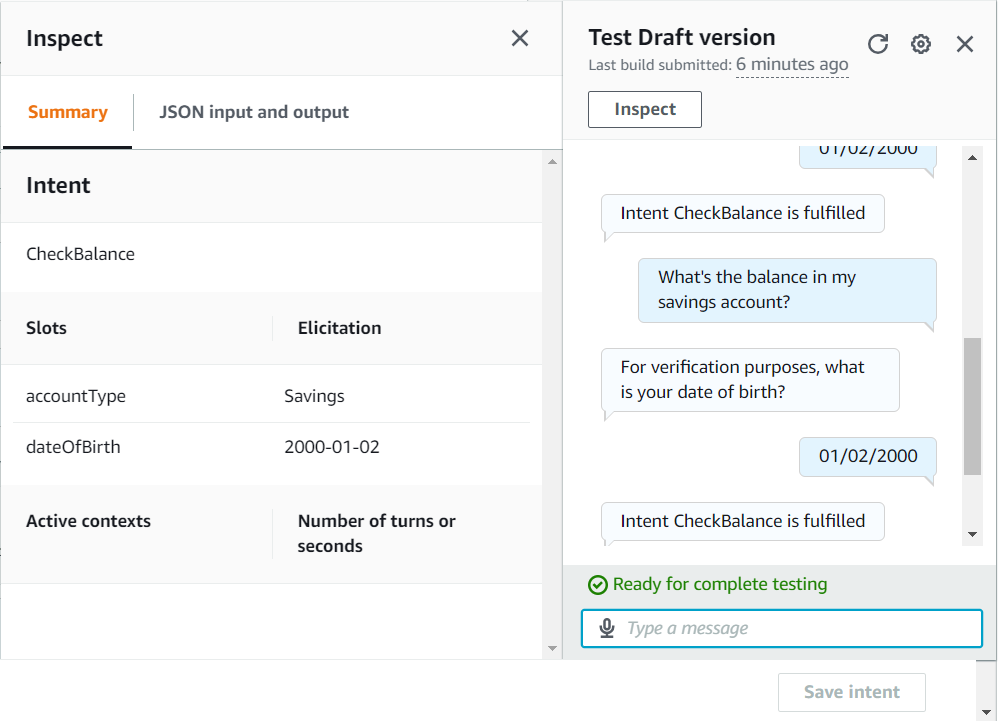 Inspect
Summary
JSON input and output
Intent
CheckBalance
Slots
Elicitation
accountType
Savings
dateOfBirth
2000-01-02
Active contexts
Number of turns or
seconds
Test Draft version
Last build submitted: 6 minutes ago
Inspect
01/02/2000
Intent CheckBalance is fulfilled
What's the balance in my
savings account?
For verification purposes, what
is your date of birth?
01/02/2000
Intent CheckBalance is fulfilled
Ready for complete testing
Type a message
Save intent